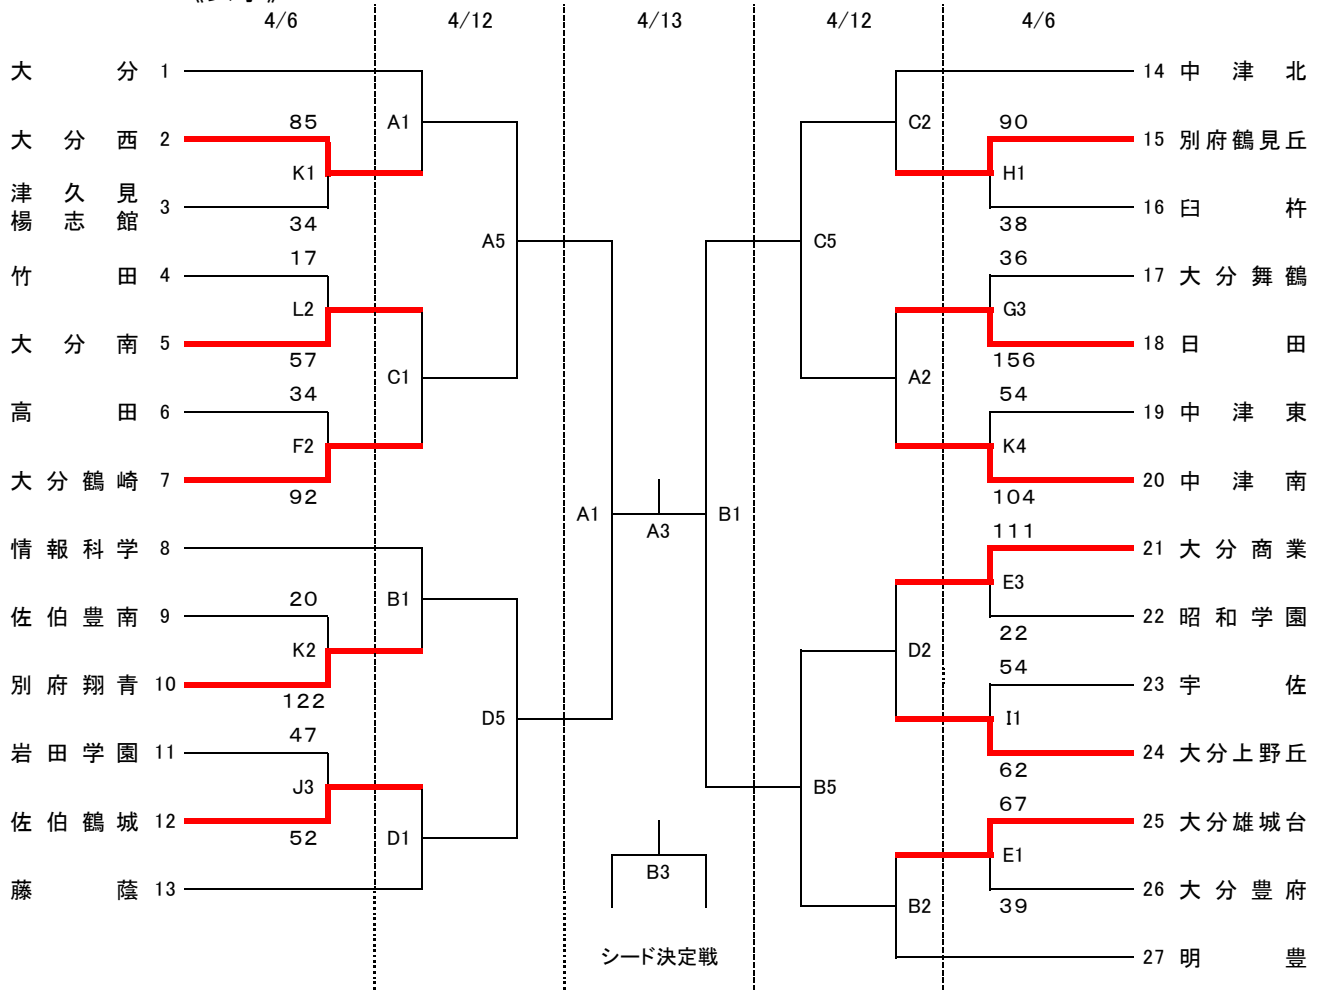 4/6 4/12 4/13 4/12 4/6
大分 1
85
大分西 2
K1
津久見
楊志館 3
34
17
竹田 4
L2
大分南 5
57
34
高田 6
F2
大分鶴崎 7
92
情報科学 8
20
佐伯豊南 9
K2
別府翔青 10
122
47
岩田学園 11
J3
佐伯鶴城 12
52
藤蔭 13
A1
C1
B1
D1
A5
D5
A1
A3
B1
B3
シード決定戦
C5
B5
C2
A2
D2
B2
14 中津北
90
15 別府鶴見丘
H1
16 臼杵
38
36
17 大分舞鶴
G3
18 日田
156
54
19 中津東
K4
20 中津南
104
111
21 大分商業
E3
22 昭和学園
22
54
23 宇佐
I1
24 大分上野丘
62
67
25 大分雄城台
E1
26 大分豊府
39
27 明豊